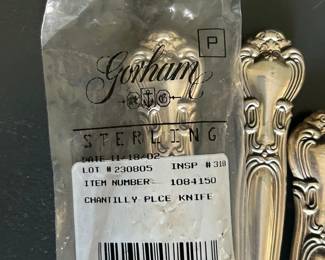 P
Gorham
STERLING
DATE 11-18-02
LOT # 230805 INSP # 318
ITEM NUMBER 1084150
CHANTILLY PLCE KNIFE